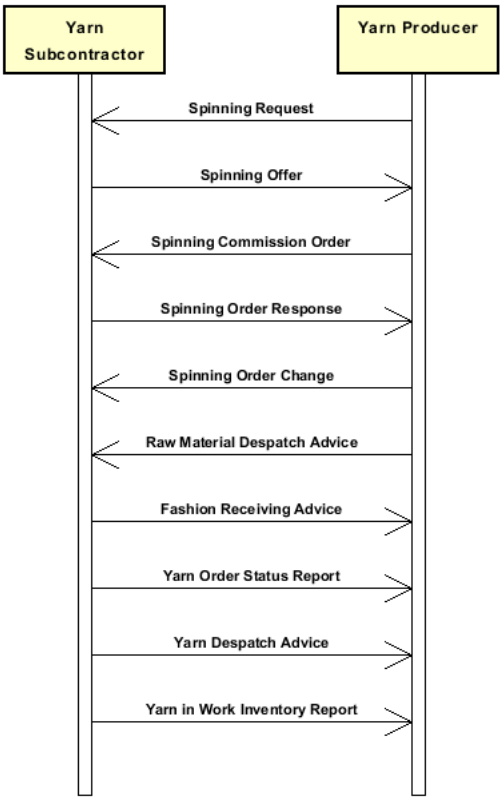 Yarn
Subcontractor
Yarn Producer
Spinning Request
Spinning Offer
Spinning Commission Order
Spinning Order Response
Spinning Order Change
Raw Material Despatch Advice
Fashion Receiving Advice
Yarn Order Status Report
Yarn Despatch Advice
Yarn in Work Inventory Report